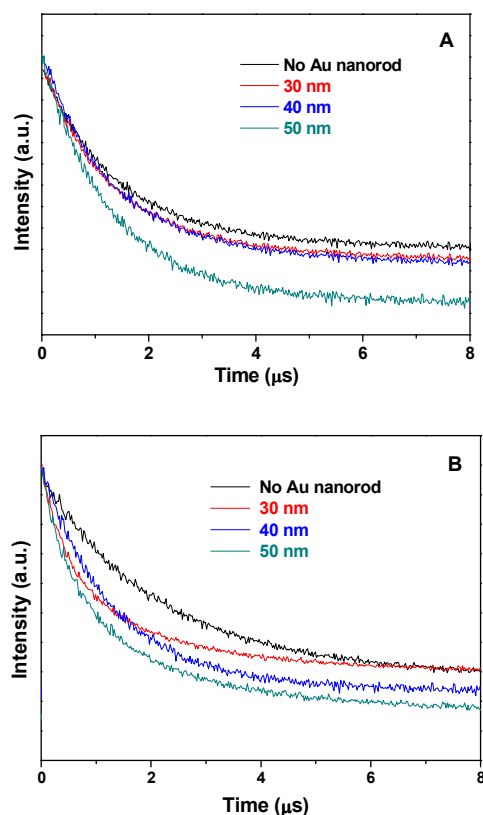 A
No Au nanorod
30 nm
40 nm
50 nm
Intensity (a.u.)
0 2 4 6 8
Time (μs)
B
No Au nanorod
30 nm
40 nm
50 nm
Intensity (a.u.)
0 2 4 6 8
Time (μs)